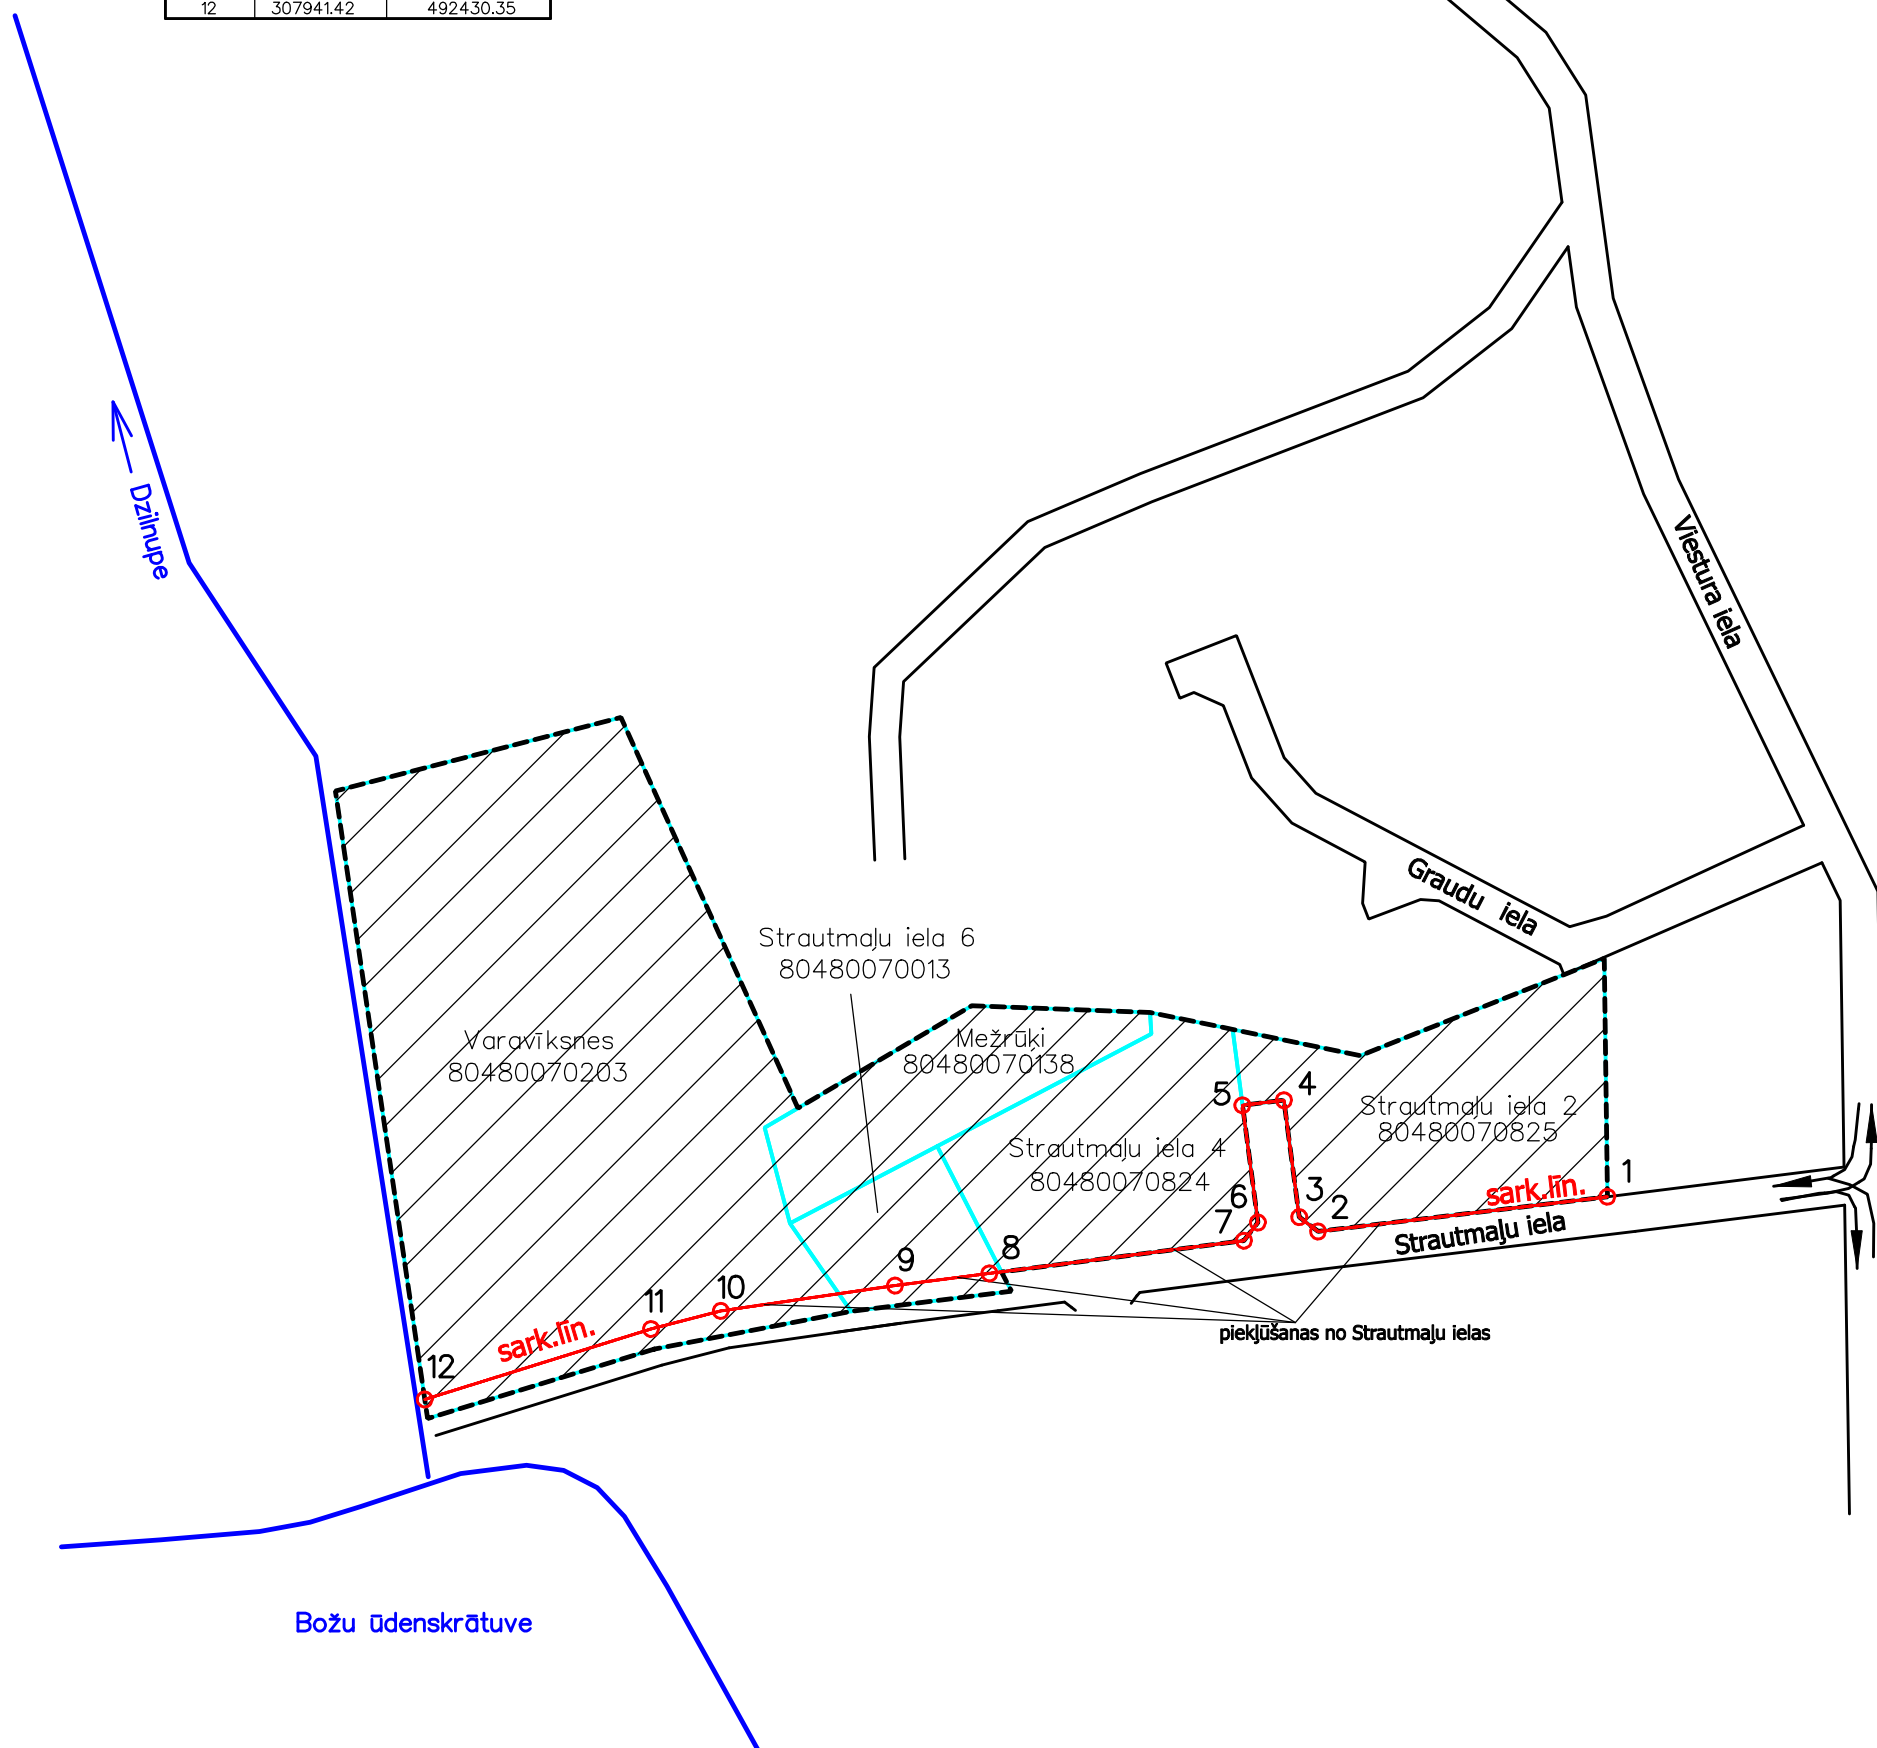 12 307941.42 492430.35
Dzilnupe
Viestura iela
Graudu iela
Strautmaļu iela 6
80480070013
Varavīksnes
80480070203
Mežrūķi
80480070138
Strautmaļu iela 2
80480070825
Strautmaļu iela 4
80480070824
5
4
6
7
3
2
1
sark.līn.
Strautmaļu iela
8
9
10
11
sark.līn.
12
piekļūšanas no Strautmaļu ielas
Božu ūdenskrātuve